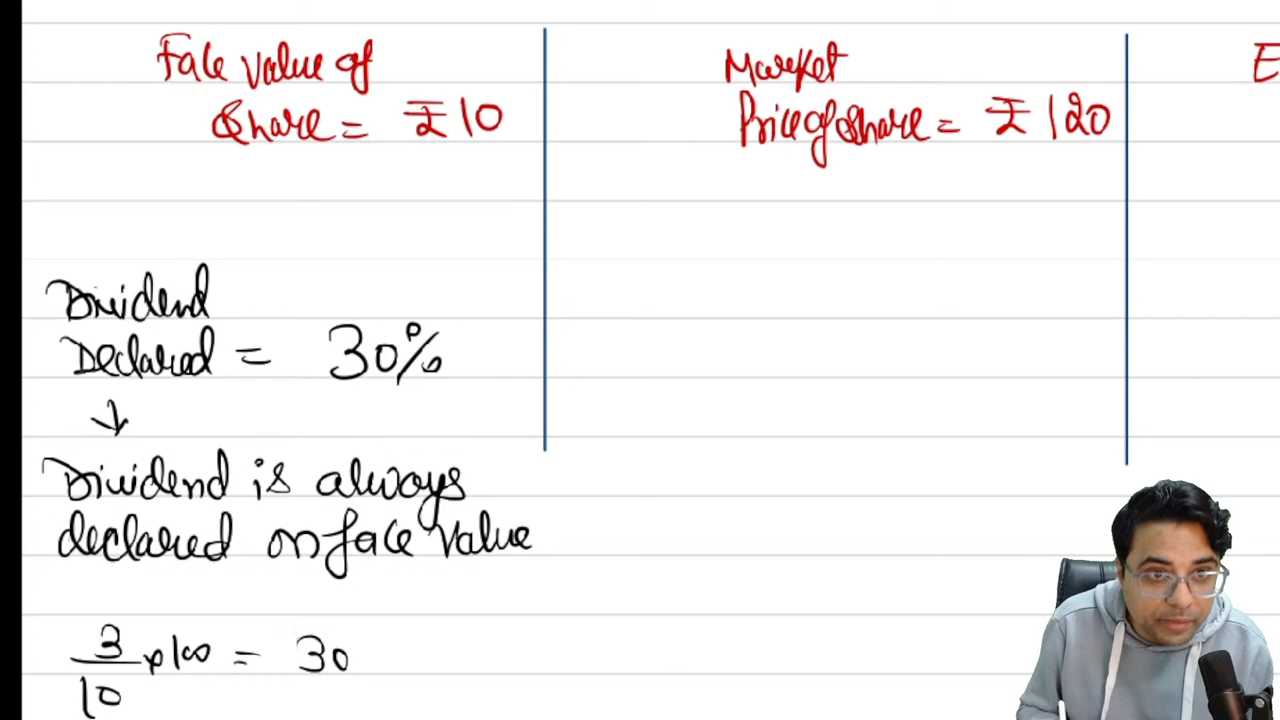 Face Value of
Share = ₹ 10
Market
Price of Share = ₹ 120
E
Dividend
Declared = 30%
↓
Dividend is always
declared on face Value
3/10 x 100 = 30